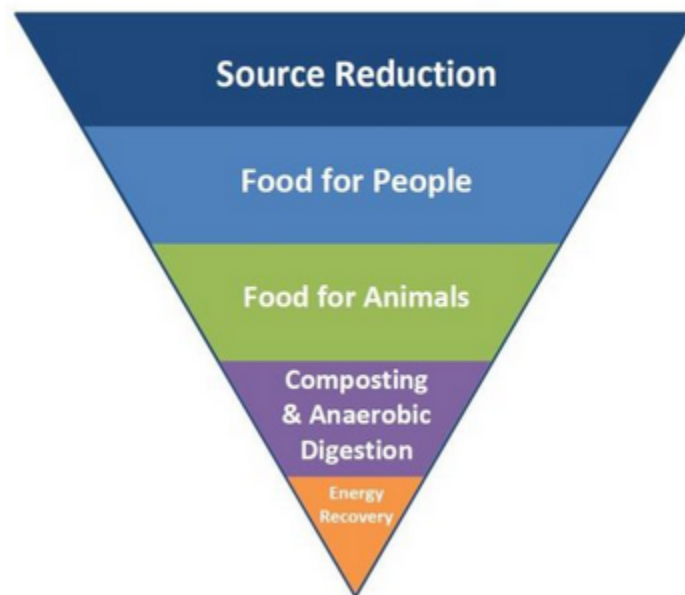 Source Reduction
Food for People
Food for Animals
Composting
& Anaerobic
Digestion
Energy
Recovery